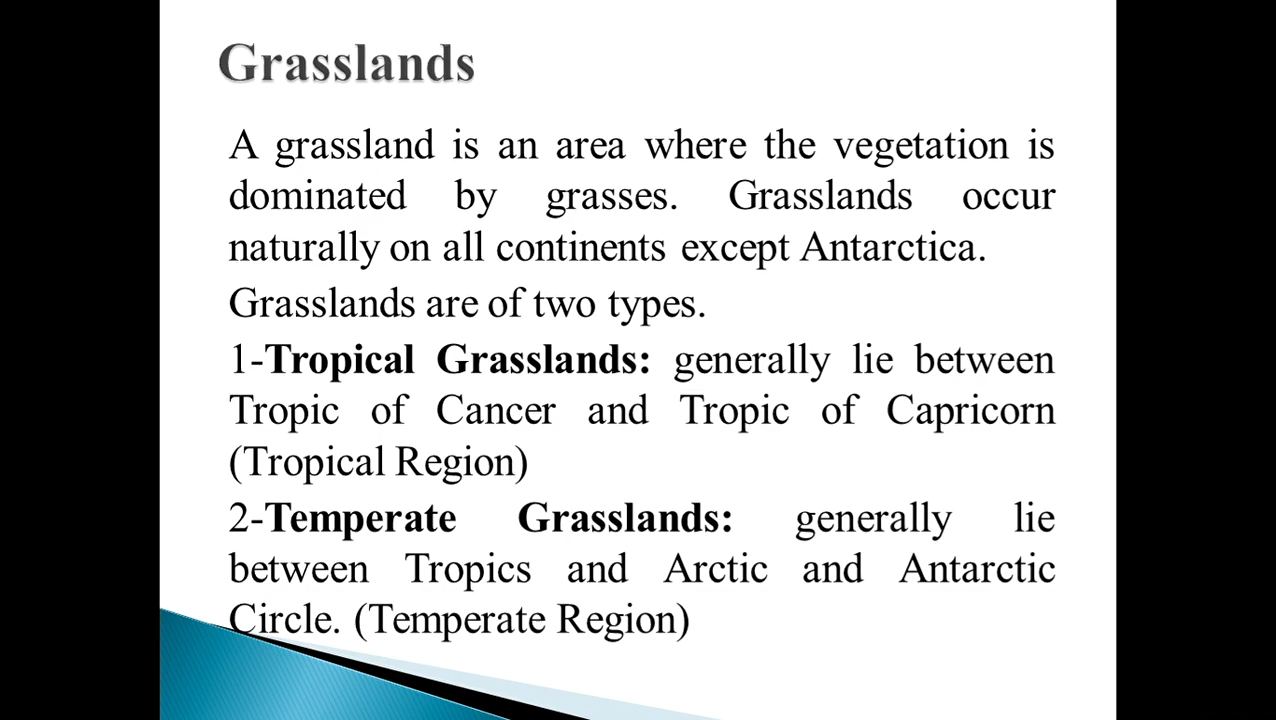 Grasslands
A grassland is an area where the vegetation is
dominated by grasses. Grasslands occur
naturally on all continents except Antarctica.
Grasslands are of two types.
1-Tropical Grasslands: generally lie between
Tropic of Cancer and Tropic of Capricorn
(Tropical Region)
2-Temperate Grasslands: generally lie
between Tropics and Arctic and Antarctic
Circle. (Temperate Region)